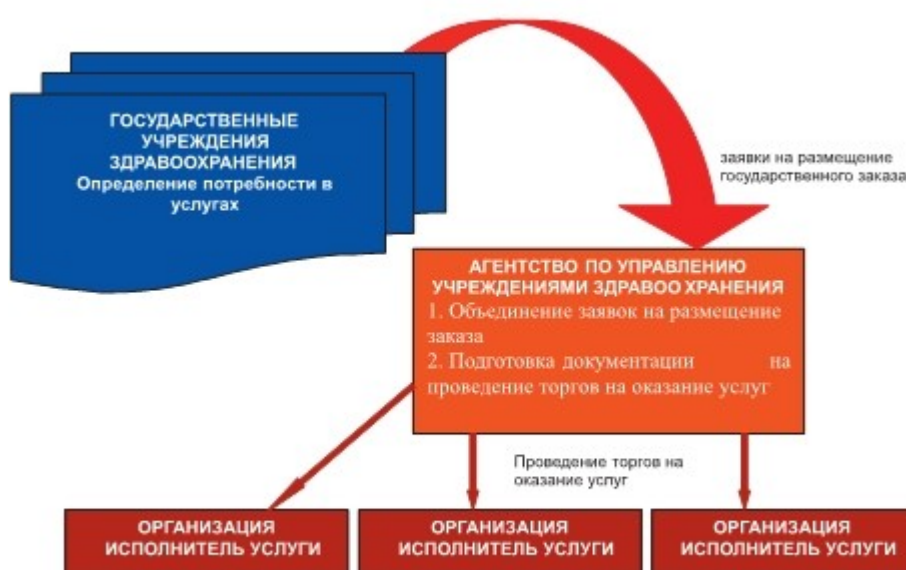 ГОСУДАРСТВЕННЫЕ
УЧРЕЖДЕНИЯ
ЗДРАВООХРАНЕНИЯ
Определение потребности в
услугах
заявки на размещение
государственного заказа
АГЕНТСТВО ПО УПРАВЛЕНИЮ
УЧРЕЖДЕНИЯМИ ЗДРАВОО ХРАНЕНИЯ
1. Объединение заявок на размещение
заказа
2. Подготовка документации на
проведение торгов на оказание услуг
Проведение торгов на
оказание услуг
ОРГАНИЗАЦИЯ
ИСПОЛНИТЕЛЬ УСЛУГИ
ОРГАНИЗАЦИЯ
ИСПОЛНИТЕЛЬ УСЛУГИ
ОРГАНИЗАЦИЯ
ИСПОЛНИТЕЛЬ УСЛУГИ